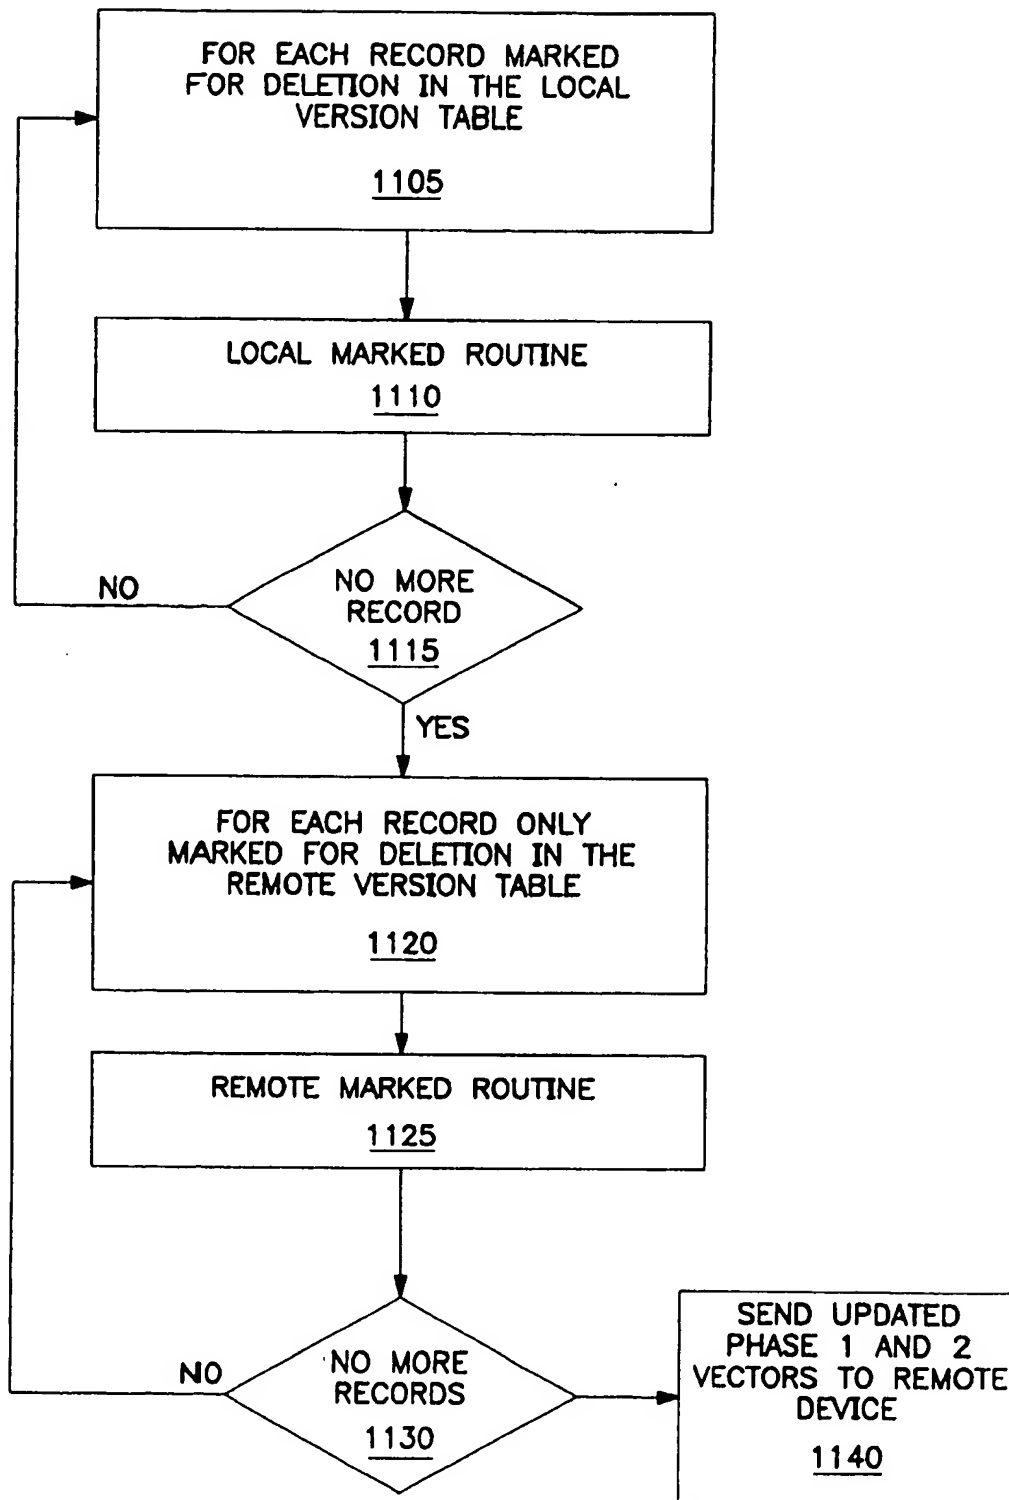 FOR EACH RECORD MARKED
FOR DELETION IN THE LOCAL
VERSION TABLE
1105
LOCAL MARKED ROUTINE
1110
NO MORE
RECORD
1115
NO
YES
FOR EACH RECORD ONLY
MARKED FOR DELETION IN THE
REMOTE VERSION TABLE
1120
REMOTE MARKED ROUTINE
1125
NO MORE
RECORDS
1130
NO
SEND UPDATED
PHASE 1 AND 2
VECTORS TO REMOTE
DEVICE
1140